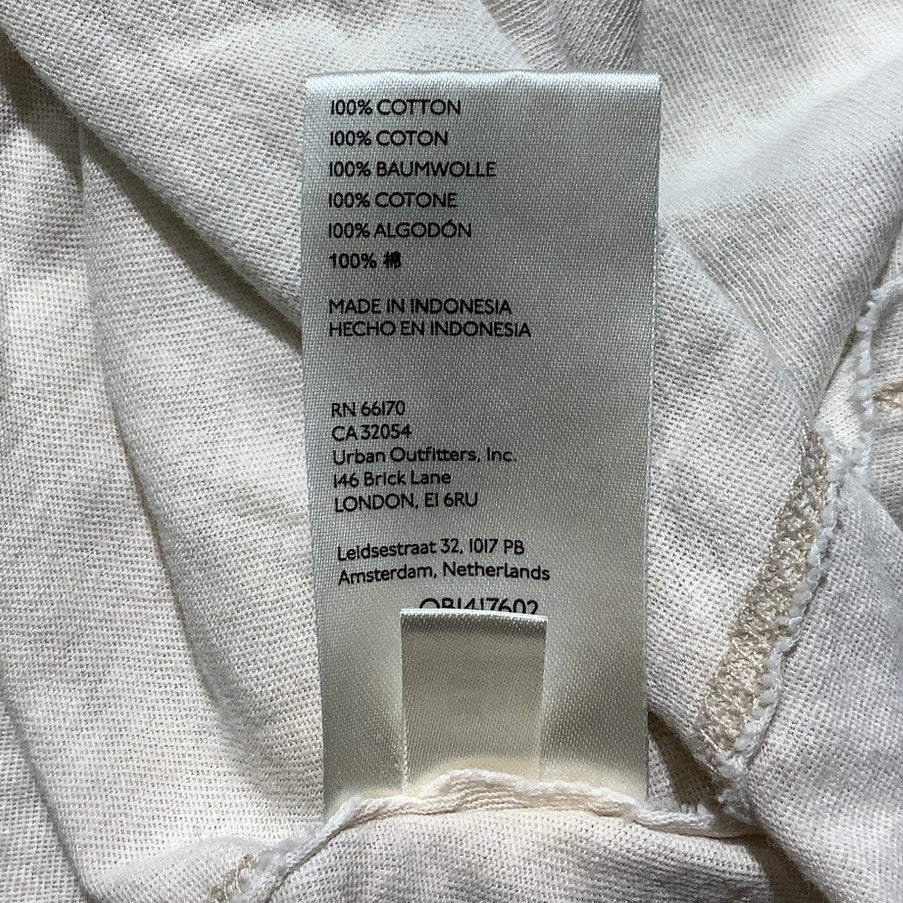 100% COTTON
100% COTON
100% BAUMWOLLE
100% COTONE
100% ALGODÓN
100% 棉
MADE IN INDONESIA
HECHO EN INDONESIA
RN 66170
CA 32054
Urban Outfitters, Inc.
146 Brick Lane
LONDON, E1 6RU
Leidsestraat 32, 1017 PB
Amsterdam, Netherlands